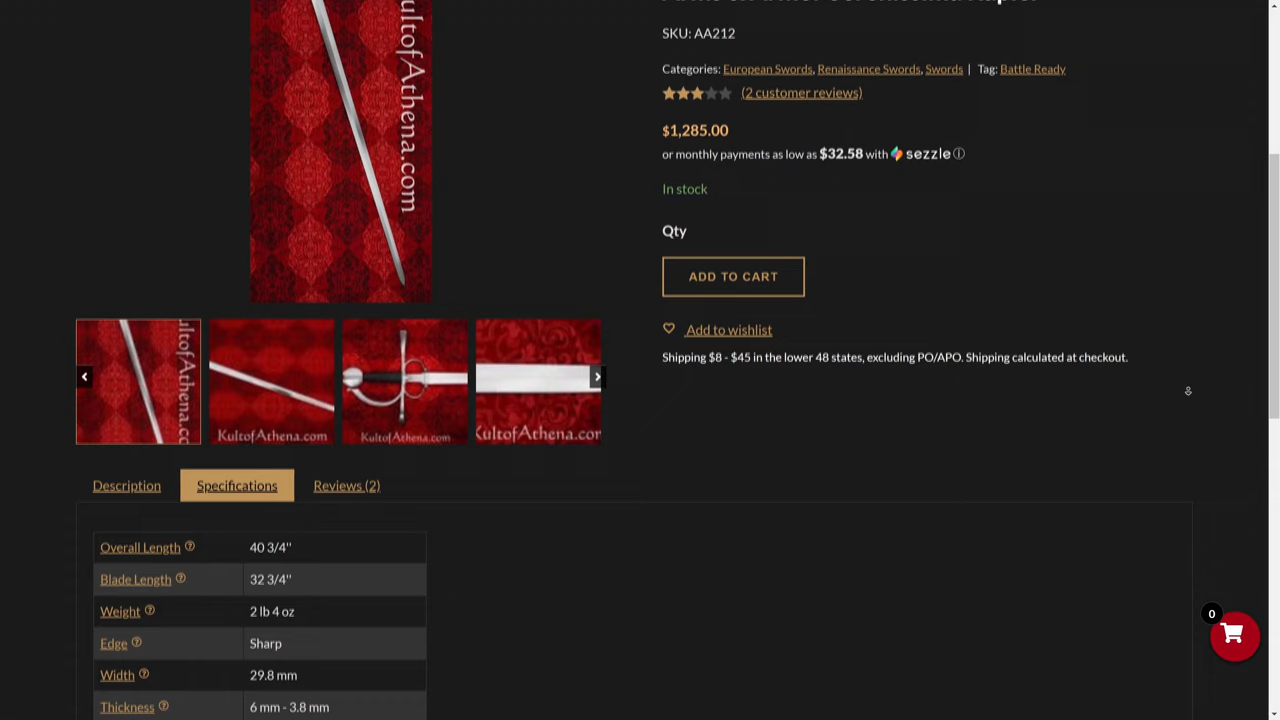 SKU: AA212
Categories: European Swords, Renaissance Swords, Swords | Tag: Battle Ready
(2 customer reviews)
$1,285.00
or monthly payments as low as $32.58 with sezzle
In stock
Qty
ADD TO CART
Add to wishlist
Shipping $8 - $45 in the lower 48 states, excluding PO/APO. Shipping calculated at checkout.
ultofAthena.com
ultofAthena.cc
KultofAthena.com
KultofAthena.com
KultofAthena.cor
Description
Specifications
Reviews (2)
Overall Length 40 3/4''
Blade Length 32 3/4''
Weight 2 lb 4 oz
Edge Sharp
Width 29.8 mm
Thickness 6 mm - 3.8 mm
0